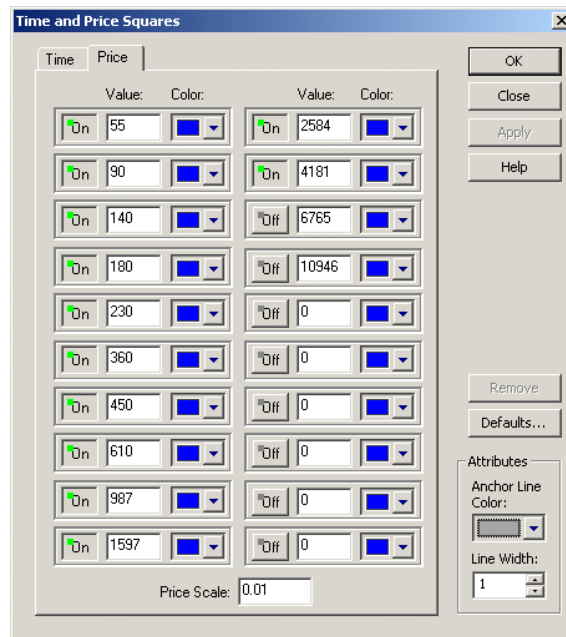 Time and Price Squares
Time Price
Value: Color: Value: Color:
On 55 On 2584
On 90 On 4181
On 140 Off 6765
On 180 Off 10946
On 230 Off 0
On 360 Off 0
On 450 Off 0
On 610 Off 0
On 987 Off 0
On 1597 Off 0
Price Scale: 0.01
OK
Close
Apply
Help
Remove
Defaults...
Attributes
Anchor Line
Color:
Line Width:
1